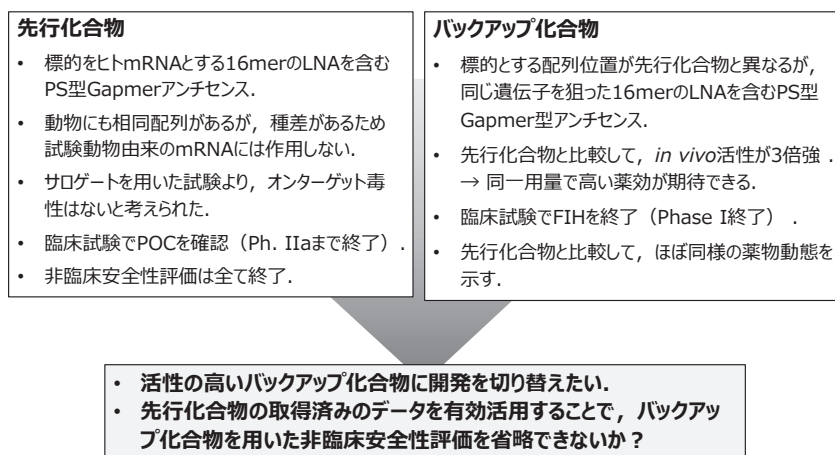 先行化合物
• 標的をヒトmRNAとする16merのLNAを含む
PS型Gapmerアンチセンス.
• 動物にも相同配列があるが，種差があるため
試験動物由来のmRNAには作用しない.
• サロゲートを用いた試験より，オンターゲット毒
性はないと考えられた.
• 臨床試験でPOCを確認（Ph. IIaまで終了）.
• 非臨床安全性評価は全て終了.
バックアップ化合物
• 標的とする配列位置が先行化合物と異なるが，
同じ遺伝子を狙った16merのLNAを含むPS型
Gapmer型アンチセンス.
• 先行化合物と比較して，in vivo活性が3倍強 .
→ 同一用量で高い薬効が期待できる.
• 臨床試験でFIHを終了（Phase I終了） .
• 先行化合物と比較して，ほぼ同様の薬物動態を
示す.
• 活性の高いバックアップ化合物に開発を切り替えたい.
• 先行化合物の取得済みのデータを有効活用することで，バックアッ
プ化合物を用いた非臨床安全性評価を省略できないか？